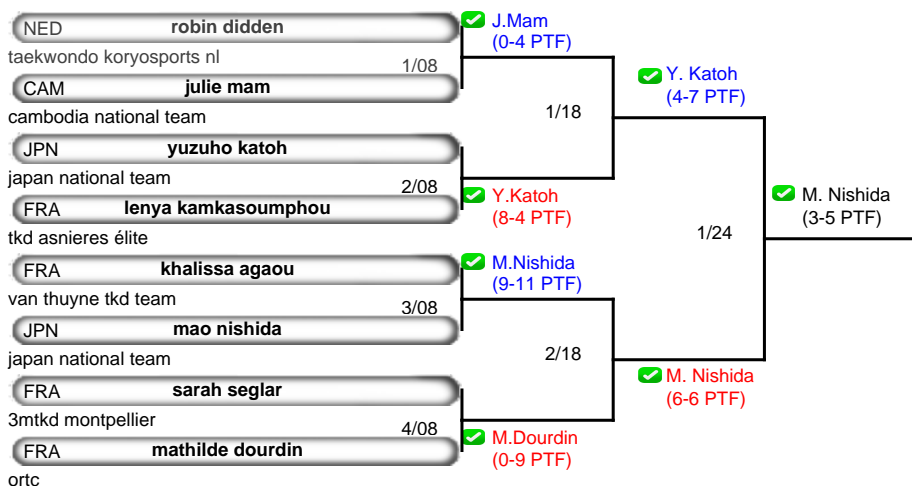 NED robin didden
taekwondo koryosports nl
1/08
CAM julie mam
cambodia national team
JPN yuzuho katoh
japan national team
2/08
FRA lenya kamkasoumphou
tkd asnieres élite
FRA khalissa agaou
van thuyne tkd team
3/08
JPN mao nishida
japan national team
FRA sarah seglar
3mtkd montpellier
4/08
FRA mathilde dourdin
ortc
J.Mam
(0-4 PTF)
1/18
Y.Katoh
(8-4 PTF)
M.Nishida
(9-11 PTF)
2/18
M.Dourdin
(0-9 PTF)
Y. Katoh
(4-7 PTF)
1/24
M. Nishida
(6-6 PTF)
M. Nishida
(3-5 PTF)